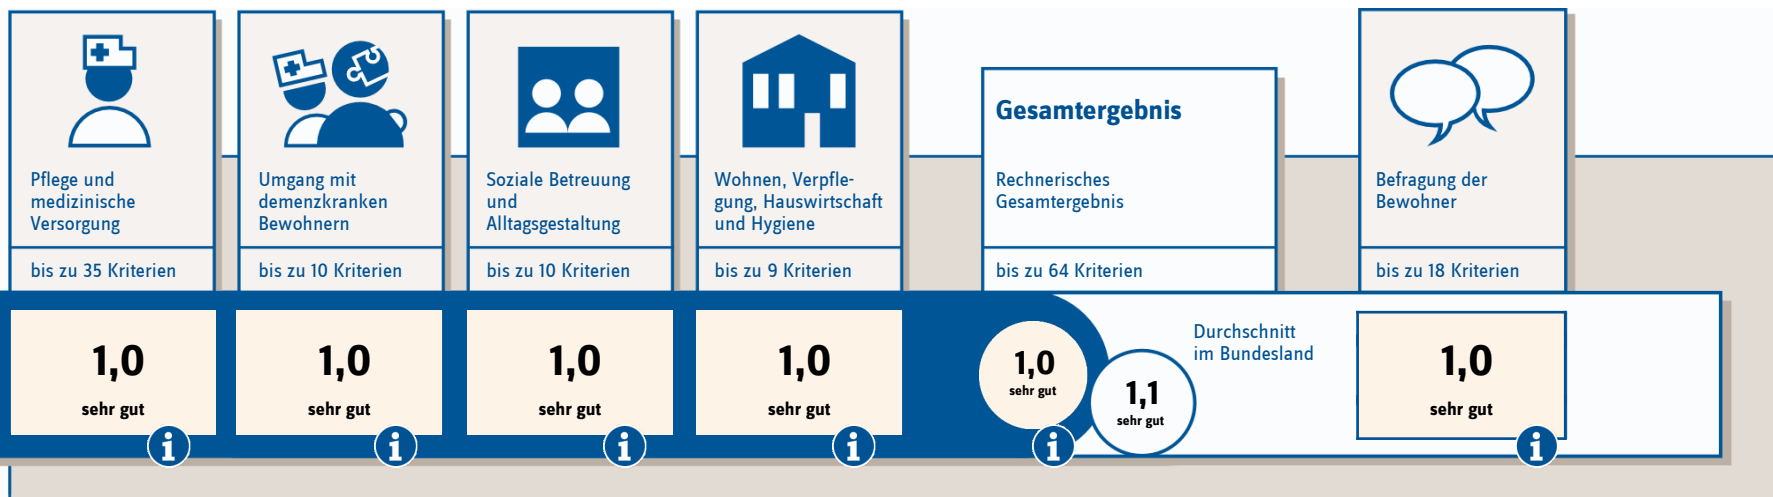 Pflege und
medizinische
Versorgung
bis zu 35 Kriterien
1,0
sehr gut
i
Umgang mit
demenzkranken
Bewohnern
bis zu 10 Kriterien
1,0
sehr gut
i
Soziale Betreuung
und
Alltagsgestaltung
bis zu 10 Kriterien
1,0
sehr gut
i
Wohnen, Verpfle-
gung, Hauswirtschaft
und Hygiene
bis zu 9 Kriterien
1,0
sehr gut
i
Gesamtergebnis
Rechnerisches
Gesamtergebnis
bis zu 64 Kriterien
1,0
sehr gut
i
1,1
sehr gut
Durchschnitt
im Bundesland
Befragung der
Bewohner
bis zu 18 Kriterien
1,0
sehr gut
i